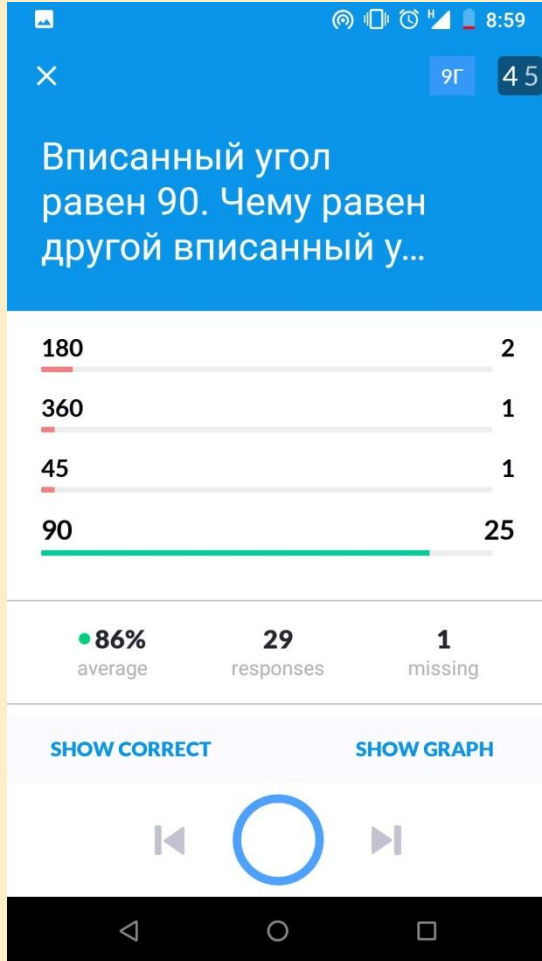 H 8:59
9Г 45
Вписанный угол
равен 90. Чему равен
другой вписанный у...
180 2
360 1
45 1
90 25
86% 29 1
average responses missing
SHOW CORRECT SHOW GRAPH